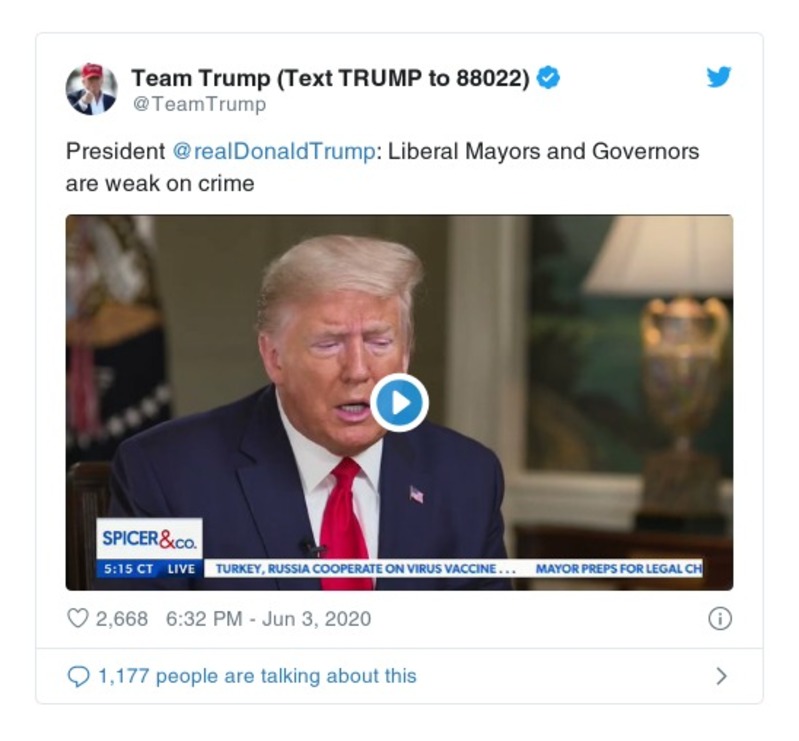 Team Trump (Text TRUMP to 88022)
@TeamTrump
President @realDonaldTrump: Liberal Mayors and Governors
are weak on crime
SPICER&CO.
5:15 CT LIVE TURKEY, RUSSIA COOPERATE ON VIRUS VACCINE... MAYOR PREPS FOR LEGAL CH
2,668 6:32 PM - Jun 3, 2020
1,177 people are talking about this